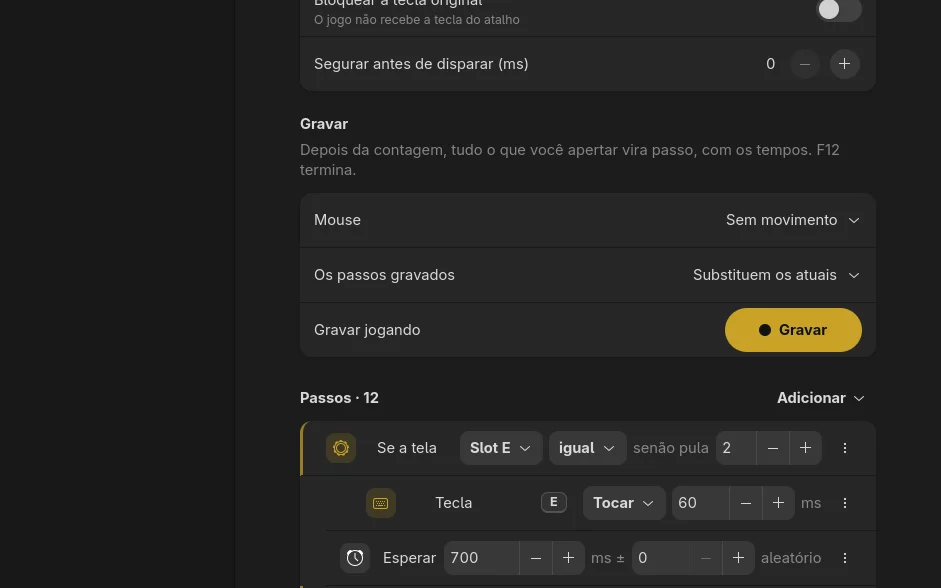 Bloquear a tecla original
O jogo não recebe a tecla do atalho
Segurar antes de disparar (ms) 0 − +
Gravar
Depois da contagem, tudo o que você apertar vira passo, com os tempos. F12
termina.
Mouse Sem movimento
Os passos gravados Substituem os atuais
Gravar jogando Gravar
Passos · 12 Adicionar
Se a tela Slot E igual senão pula 2 − +
Tecla E Tocar 60 − + ms
Esperar 700 − + ms ± 0 − + aleatório